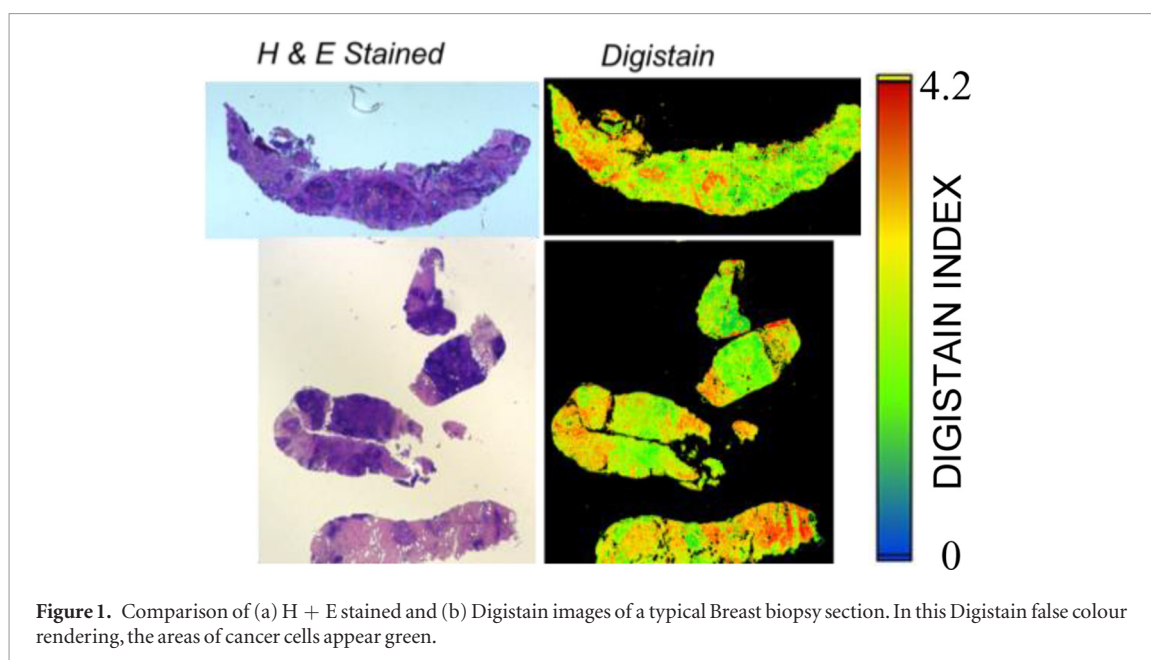 H & E Stained
Digistain
4.2
DIGISTAIN INDEX
0
Figure 1. Comparison of (a) H + E stained and (b) Digistain images of a typical Breast biopsy section. In this Digistain false colour
rendering, the areas of cancer cells appear green.